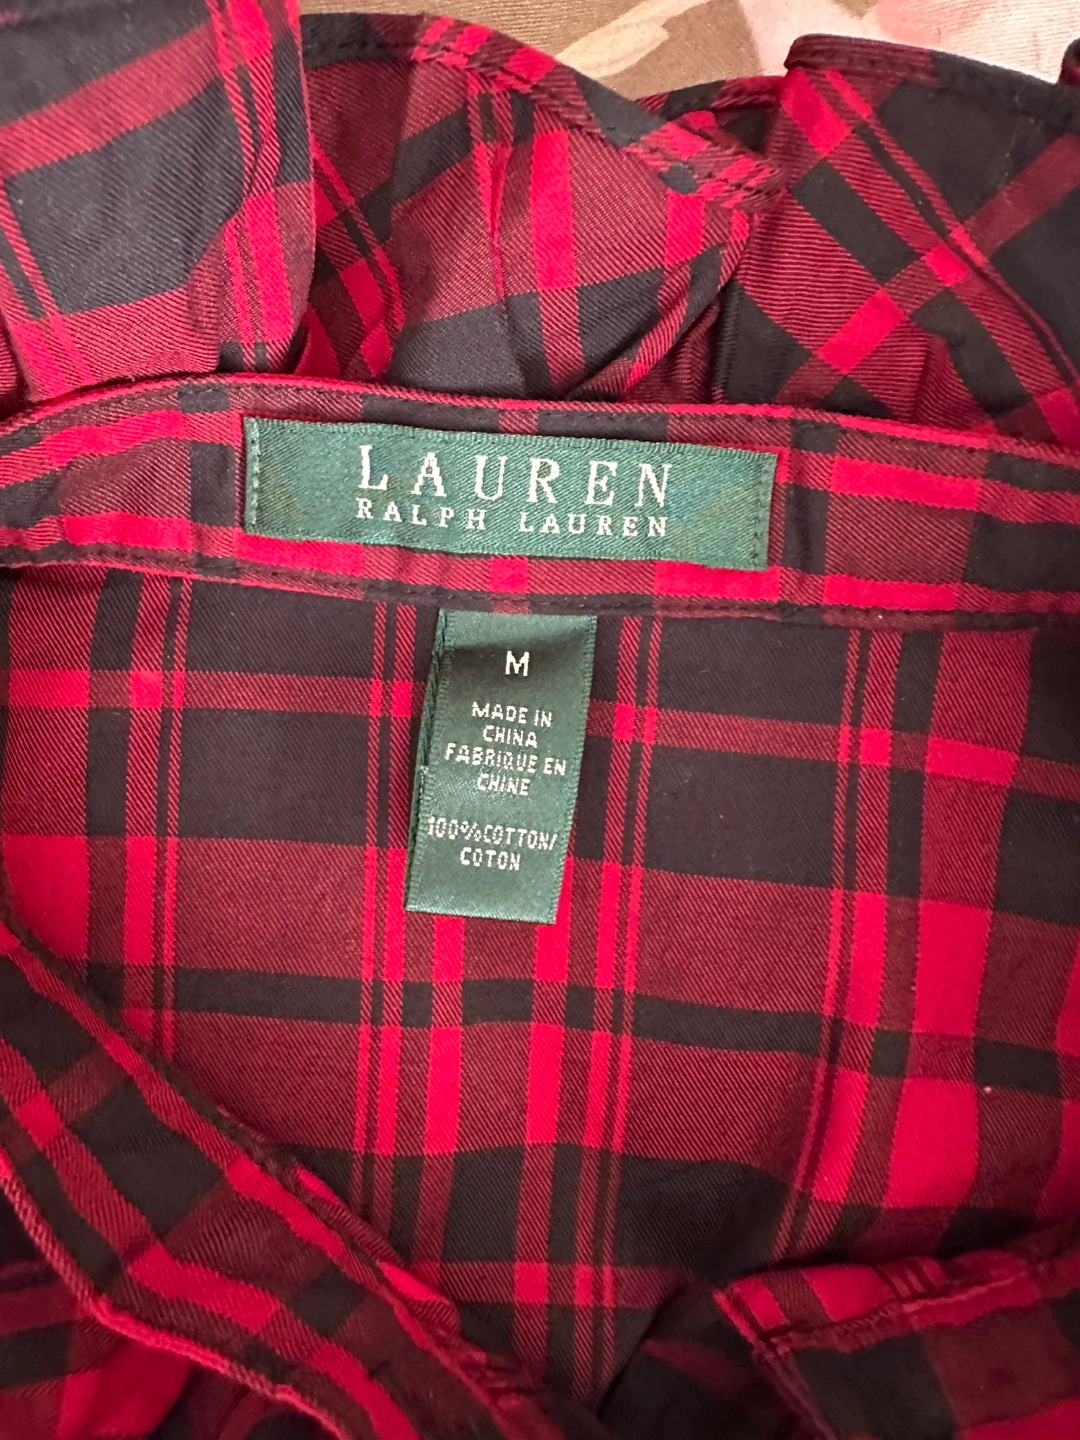 LAUREN
RALPH LAUREN
M
MADE IN
CHINA
FABRIQUE EN
CHINE
100%COTTON/
COTON